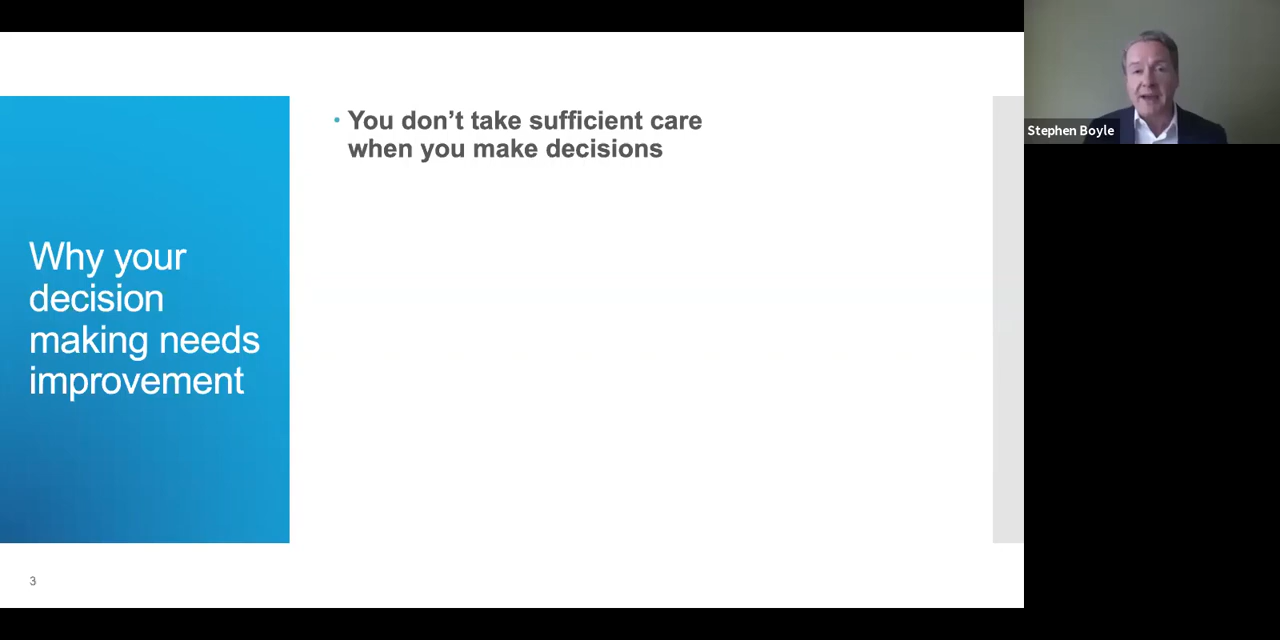 Why your
decision
making needs
improvement
• You don’t take sufficient care
when you make decisions
3
Stephen Boyle